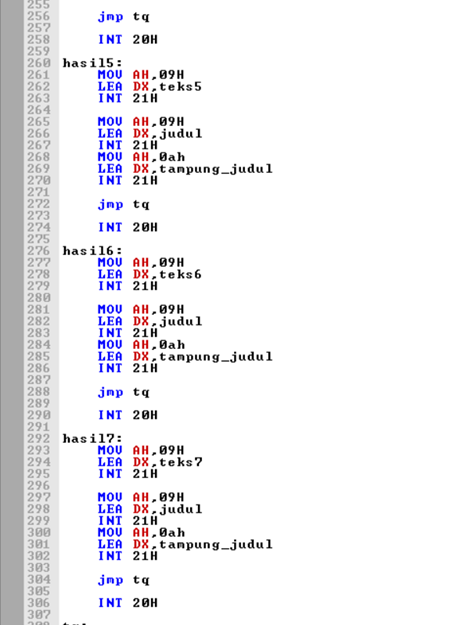 255
256 jmp tq
257
258 INT 20H
259
260 hasil5:
261 MOV AH,09H
262 LEA DX,teks5
263 INT 21H
264
265 MOV AH,09H
266 LEA DX,judul
267 INT 21H
268 MOV AH,0ah
269 LEA DX,tampung_judul
270 INT 21H
271
272 jmp tq
273
274 INT 20H
275
276 hasil6:
277 MOV AH,09H
278 LEA DX,teks6
279 INT 21H
280
281 MOV AH,09H
282 LEA DX,judul
283 INT 21H
284 MOV AH,0ah
285 LEA DX,tampung_judul
286 INT 21H
287
288 jmp tq
289
290 INT 20H
291
292 hasil7:
293 MOV AH,09H
294 LEA DX,teks7
295 INT 21H
296
297 MOV AH,09H
298 LEA DX,judul
299 INT 21H
300 MOV AH,0ah
301 LEA DX,tampung_judul
302 INT 21H
303
304 jmp tq
305
306 INT 20H
307